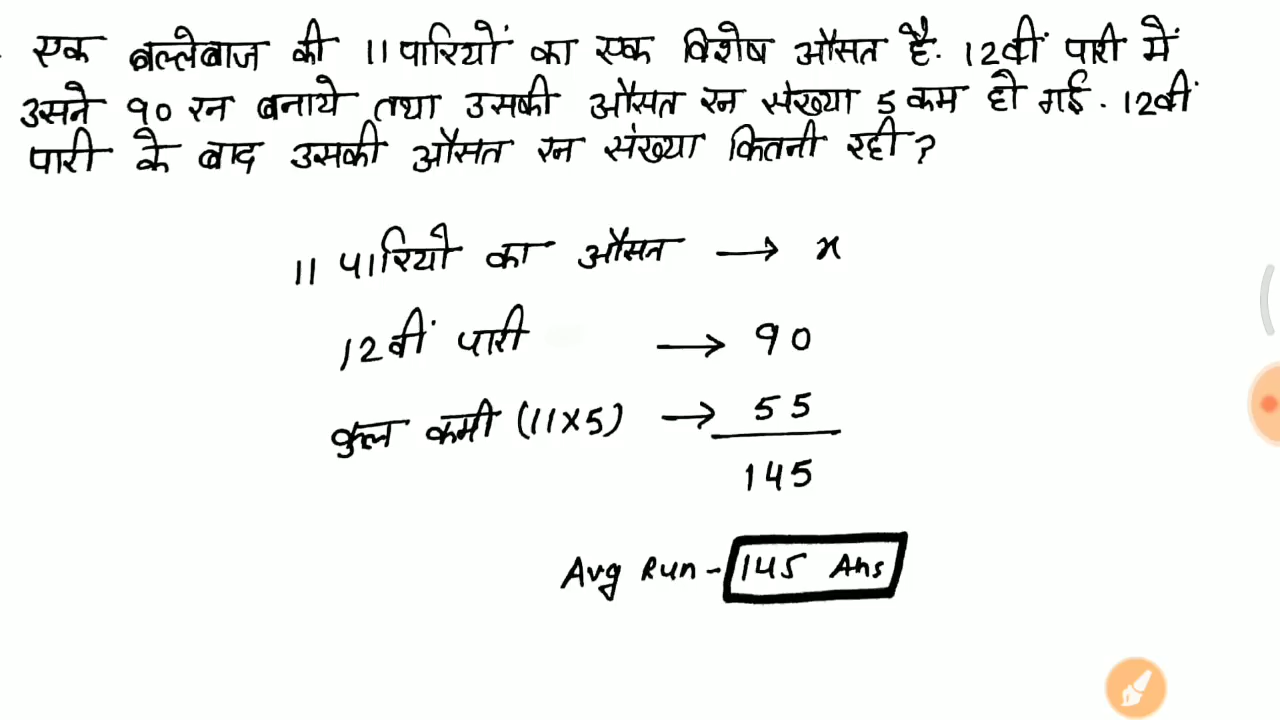 एक बल्लेबाज की 11 पारियों का एक विशेष औसत है. 12वीं पारी में
उसने 90 रन बनाये तथा उसकी औसत रन संख्या 5 कम हो गई. 12वीं
पारी के बाद उसकी औसत रन संख्या कितनी रही?
11 पारियो का औसत → x
12वीं पारी → 90
कुल कमी (11×5) → 55
145
Avg Run - 145 Ans